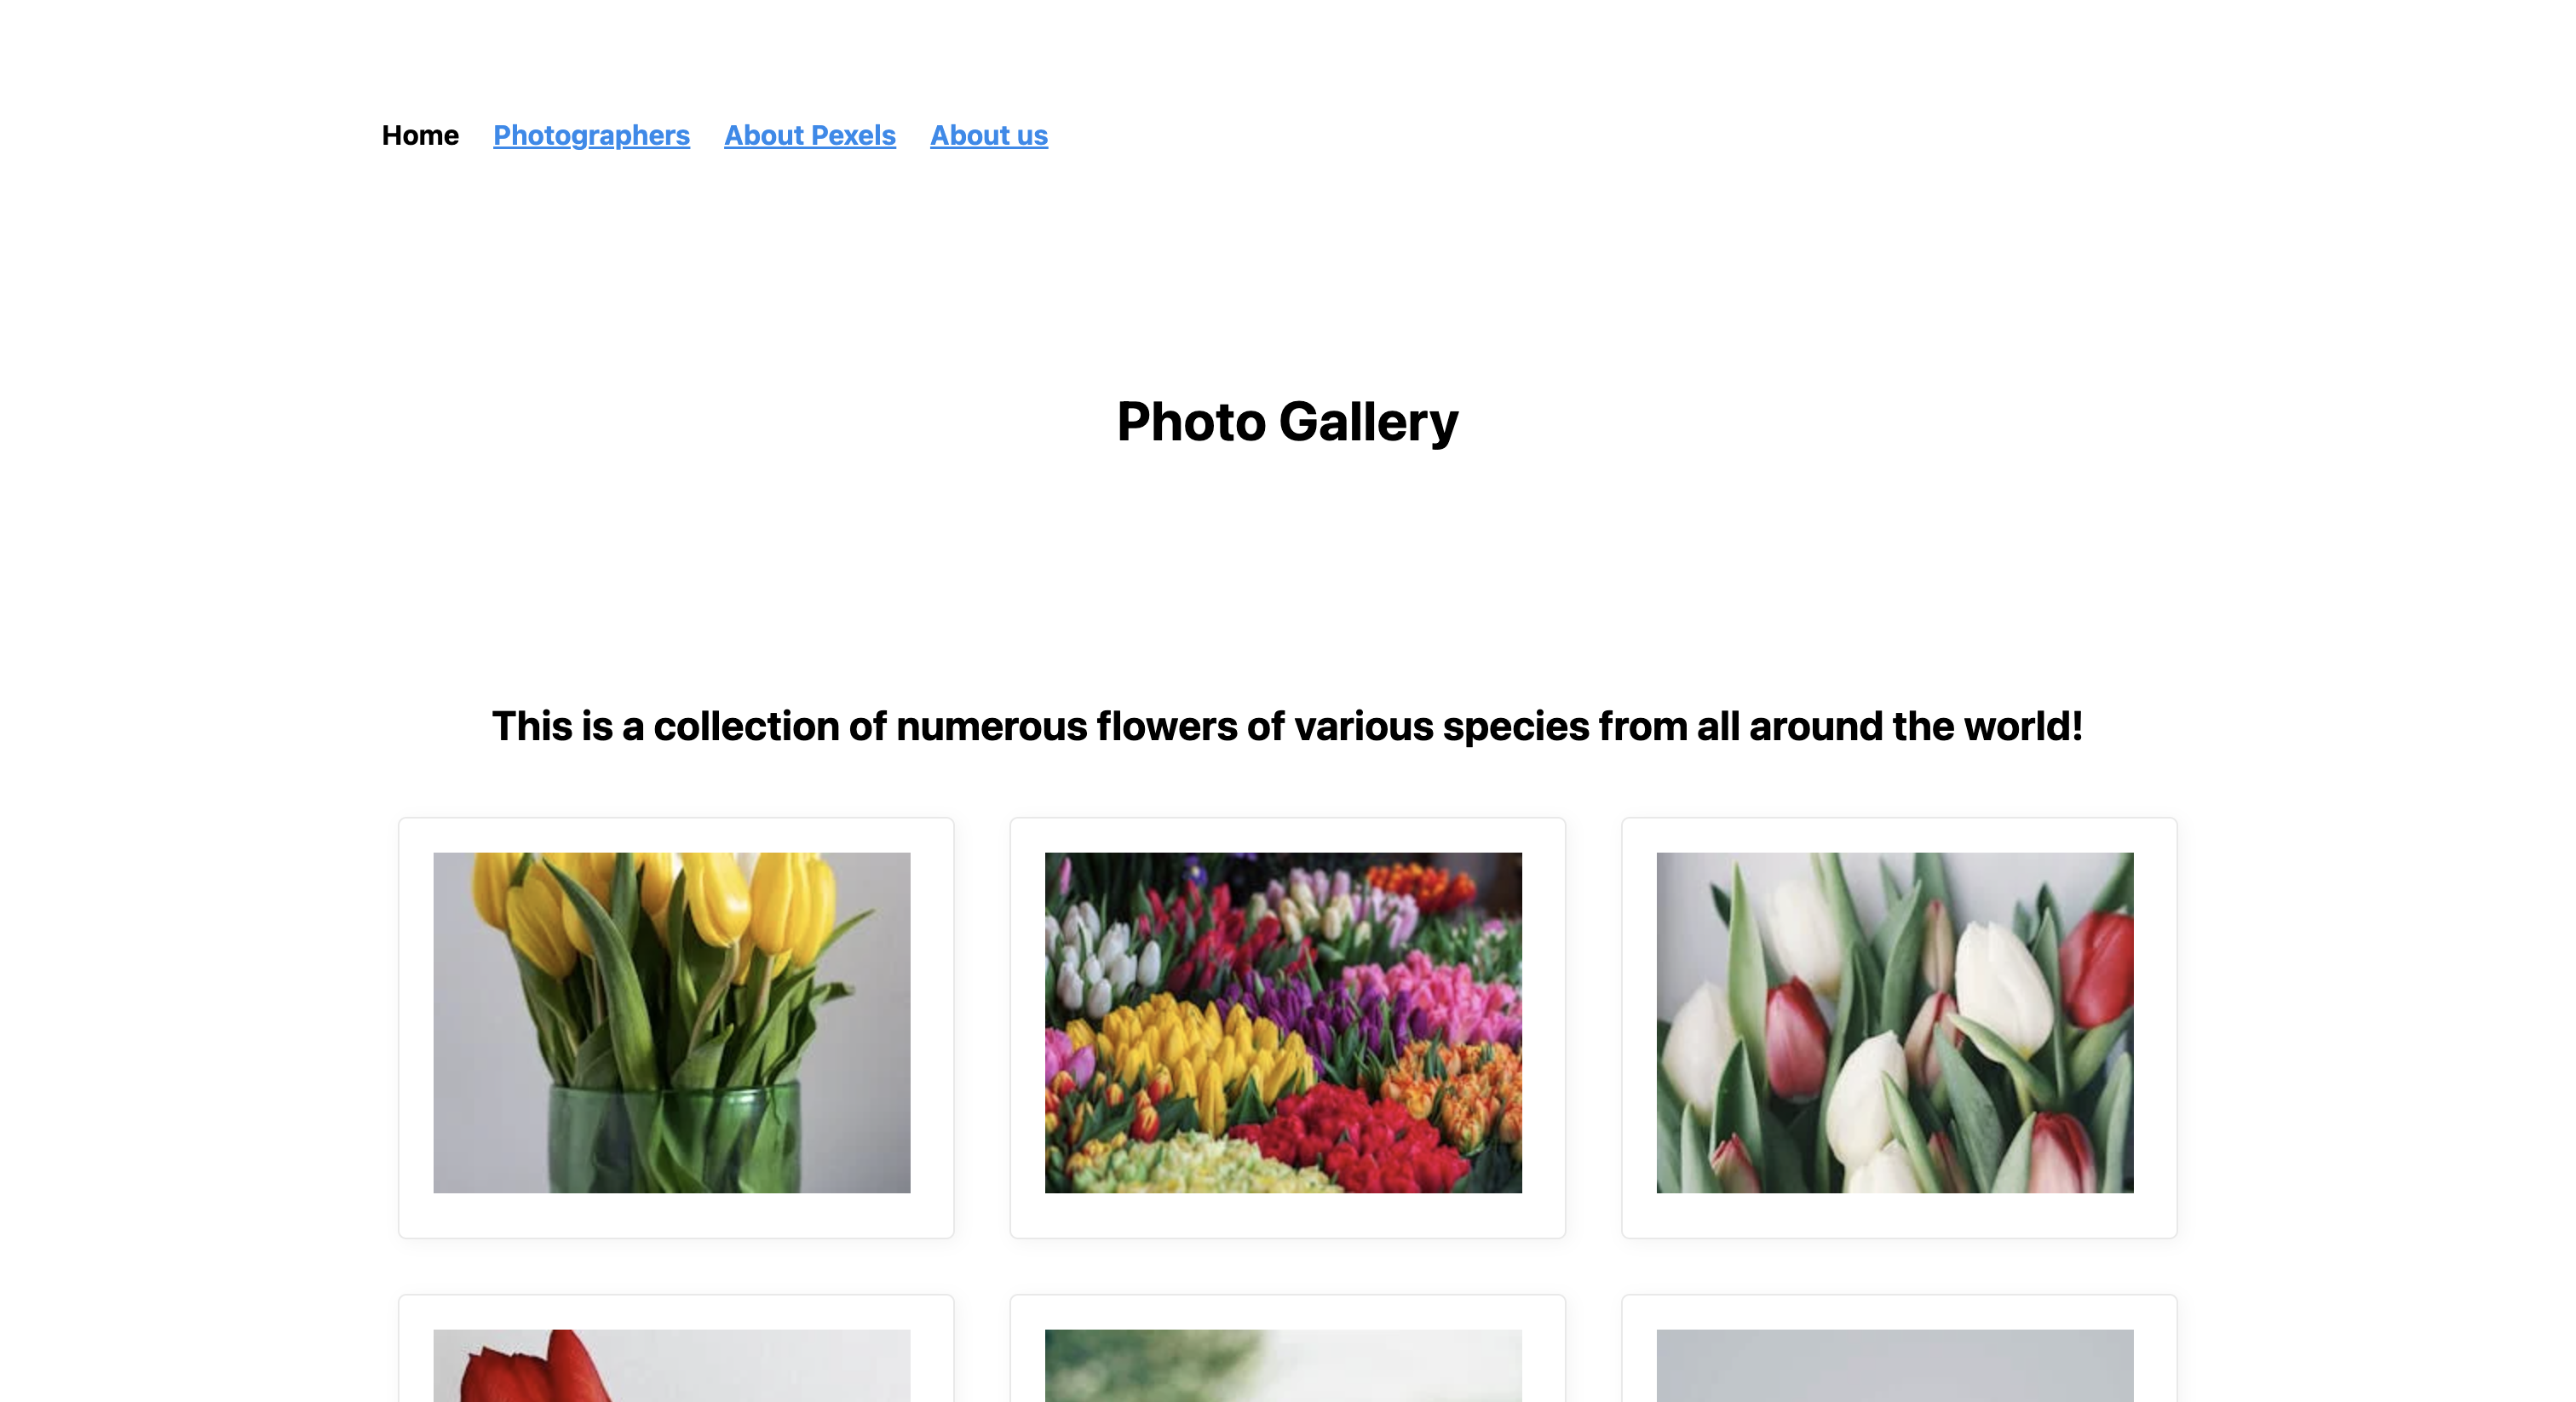 Home Photographers About Pexels About us
Photo Gallery
This is a collection of numerous flowers of various species from all around the world!